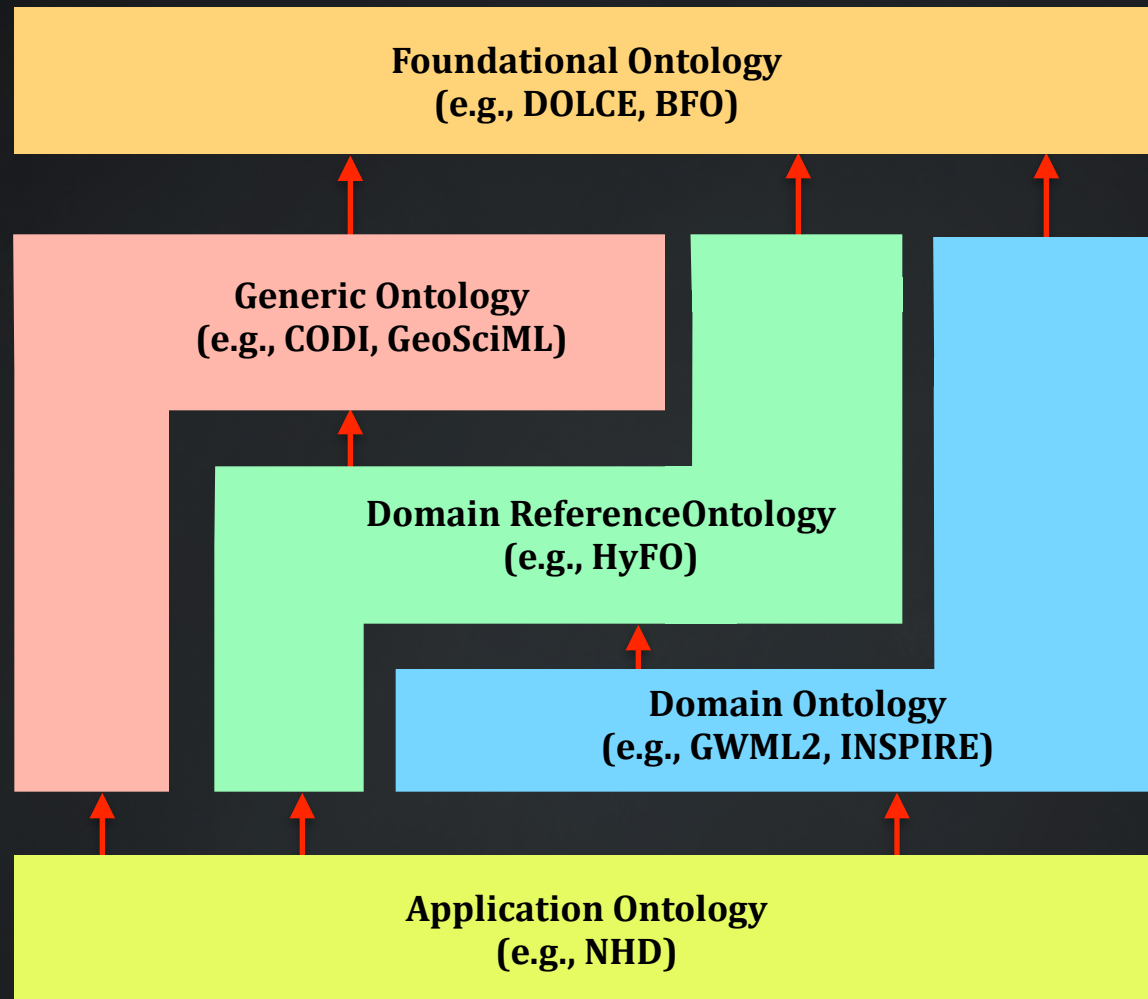 Foundational Ontology
(e.g., DOLCE, BFO)
Generic Ontology
(e.g., CODI, GeoSciML)
Domain ReferenceOntology
(e.g., HyFO)
Domain Ontology
(e.g., GWML2, INSPIRE)
Application Ontology
(e.g., NHD)